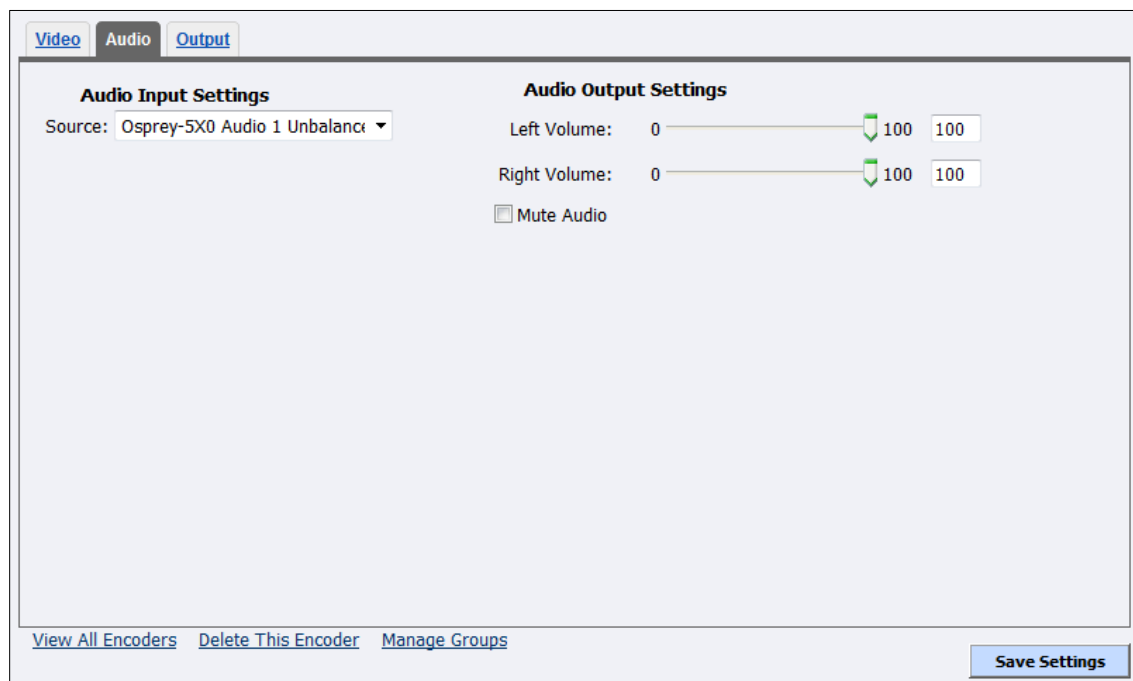 Video Audio Output
Audio Input Settings
Source: Osprey-5X0 Audio 1 Unbalance
Audio Output Settings
Left Volume: 0 100 100
Right Volume: 0 100 100
Mute Audio
View All Encoders Delete This Encoder Manage Groups
Save Settings